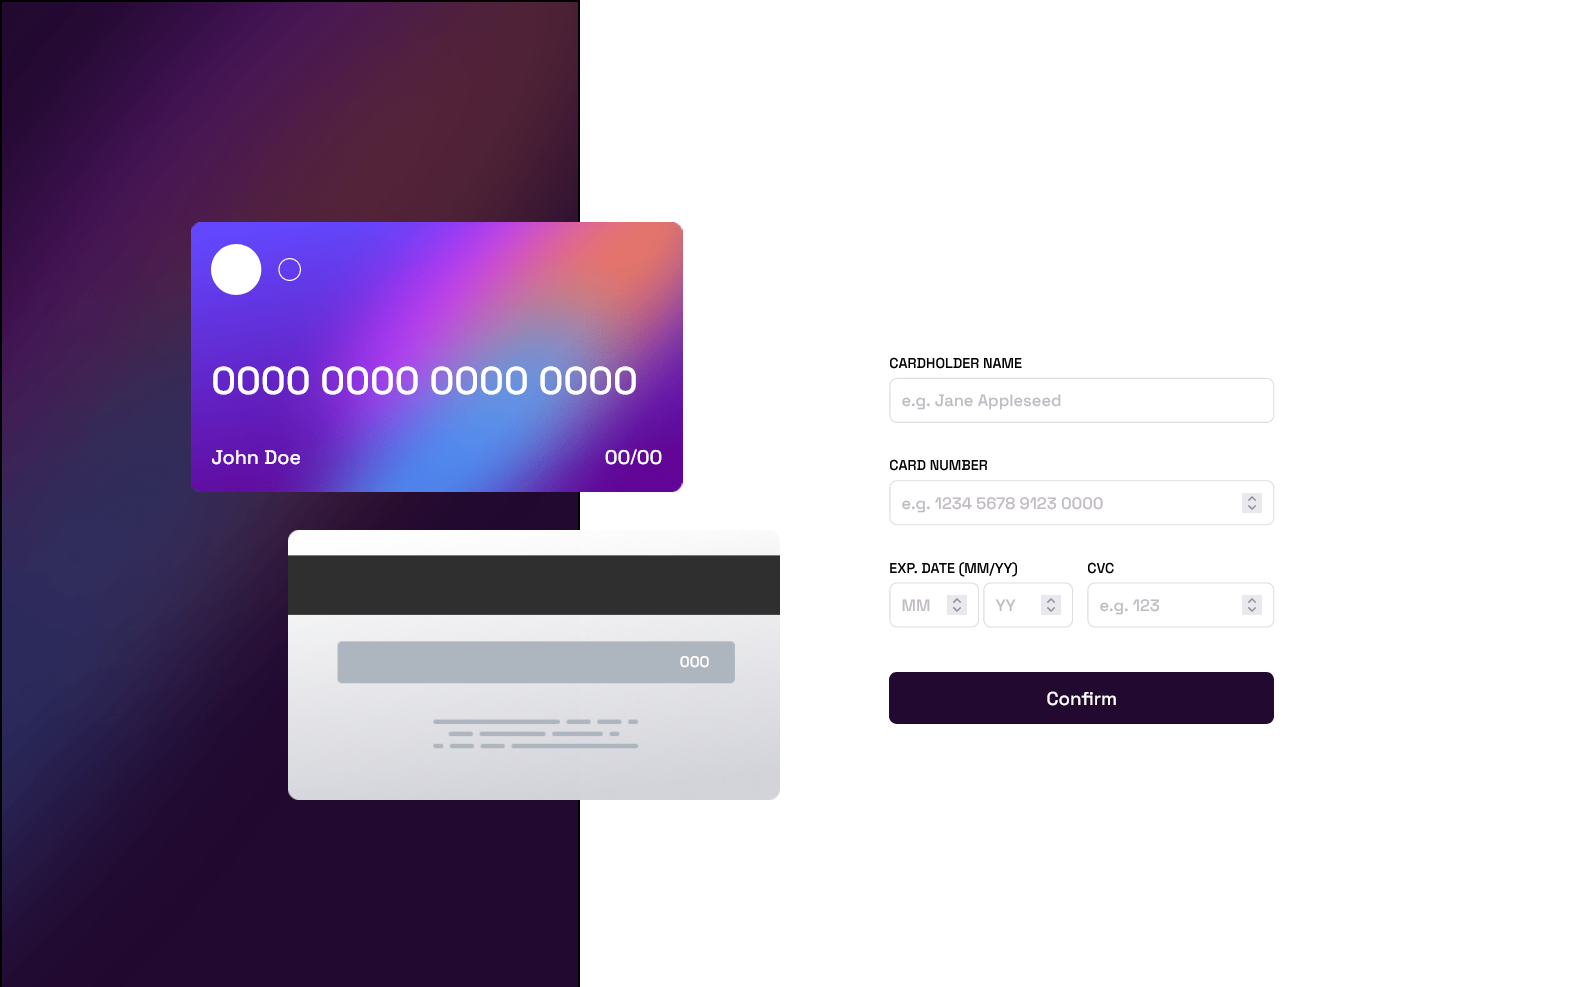 0000 0000 0000 0000
John Doe 00/00
000
CARDHOLDER NAME
e.g. Jane Appleseed
CARD NUMBER
e.g. 1234 5678 9123 0000
EXP. DATE (MM/YY) CVC
MM YY e.g. 123
Confirm